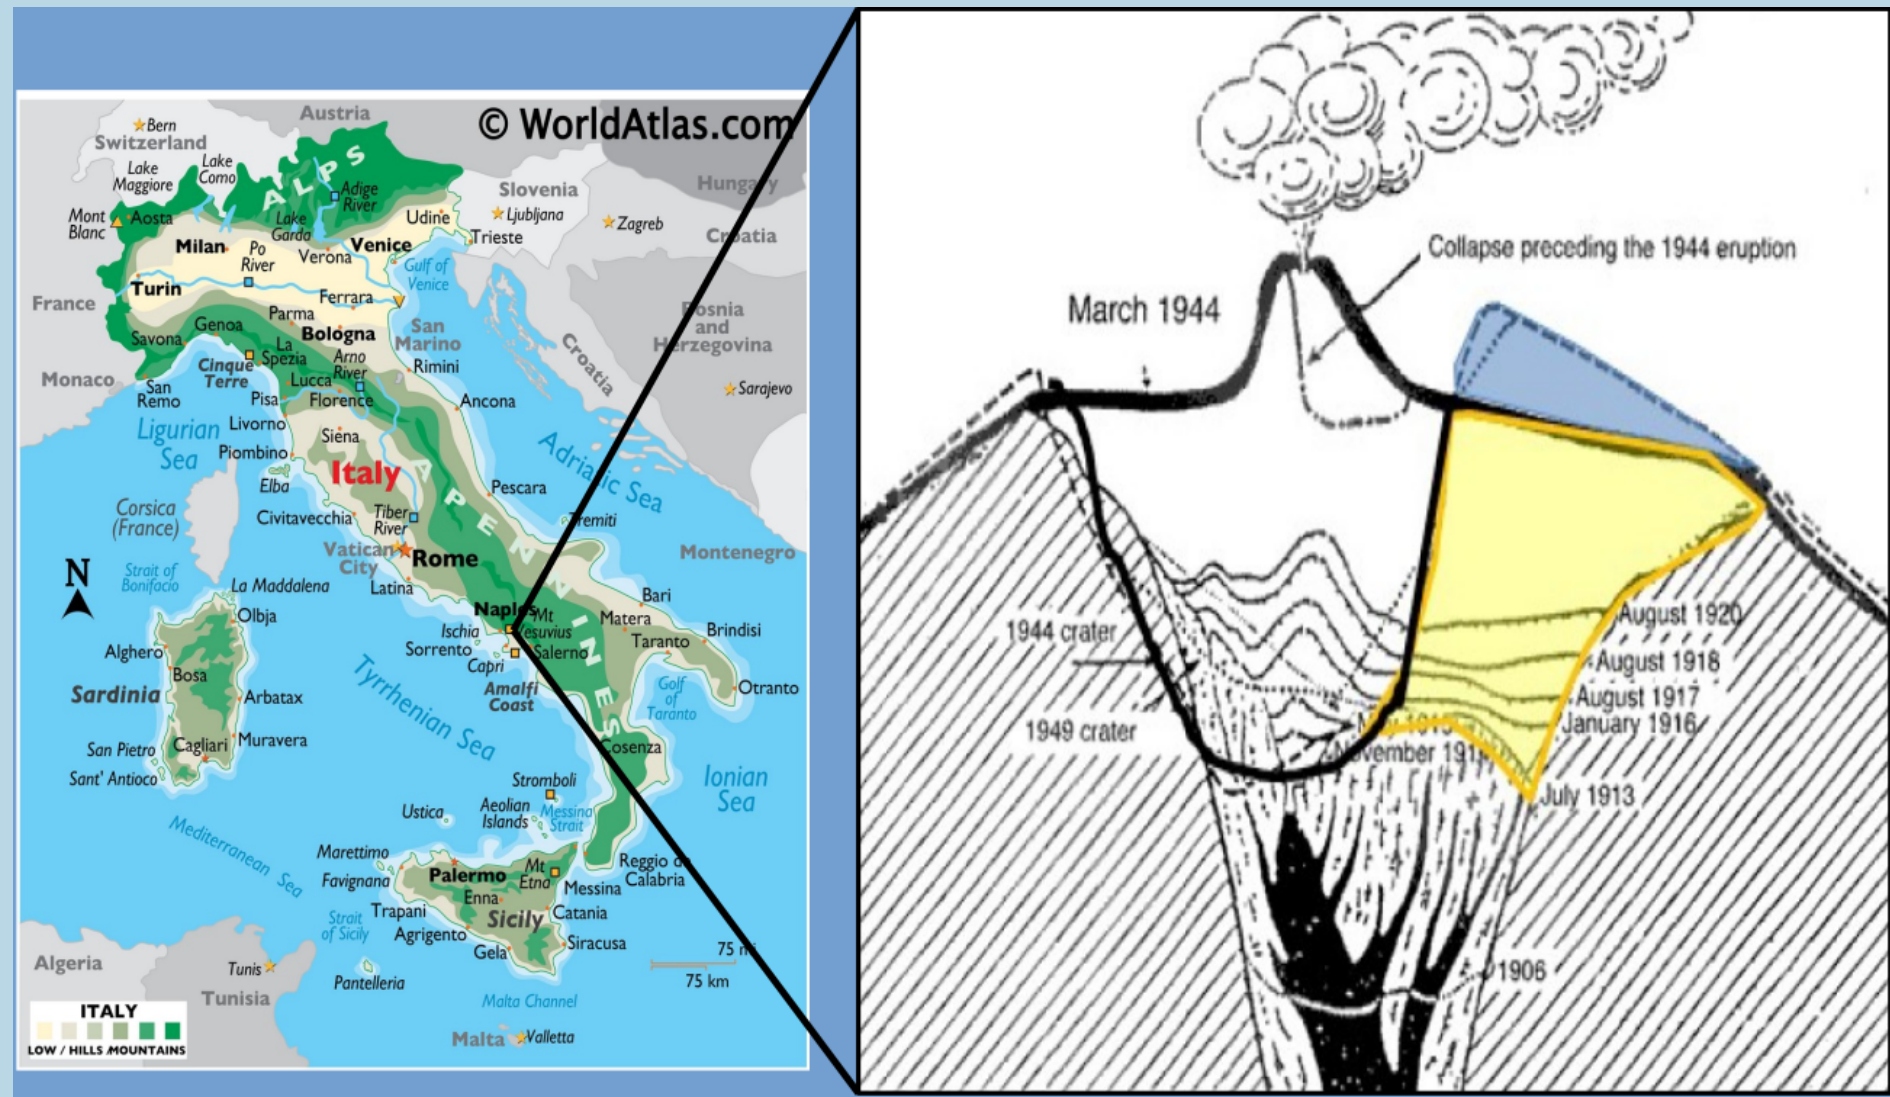 © WorldAtlas.com
Austria
Bern
Switzerland
Lake
Maggiore
Lake
Como
ALPS
Adige
River
Slovenia
Ljubljana
Hungary
Zagreb
Croatia
Mont
Blanc
Aosta
Lake
Garda
Udine
Trieste
Milan
Po
River
Verona
Venice
Gulf of
Venice
Turin
Ferrara
France
Parma
Genoa
Bologna
San
Marino
Bosnia
and
Herzegovina
Savona
La
Spezia
Arno
River
Rimini
Croatia
Cinque
Terre
Lucca
Monaco
San
Remo
Pisa
Florence
Sarajevo
Ancona
Livorno
Ligurian
Sea
Siena
Adriatic Sea
Piombino
Italy
APENNINES
Elba
Pescara
Corsica
(France)
Civitavecchia
Tiber
River
Tremiti
Vatican
City
Rome
Montenegro
N
Strait of
Bonifacio
La Maddalena
Latina
Olbja
Naples
Mt
Vesuvius
Bari
Matera
Brindisi
Ischia
Sorrento
Salerno
Taranto
Capri
Alghero
Bosa
Sardinia
Arbatax
Tyrrhenian Sea
Amalfi
Coast
Golf
of
Taranto
Otranto
San Pietro
Cagliari
Muravera
Sant' Antioco
Cosenza
Stromboli
Ionian
Sea
Ustica
Aeolian
Islands
Messina
Strait
Mediterranean Sea
Marettimo
Favignana
Palermo
Mt
Etna
Reggio di
Calabria
Messina
Enna
Trapani
Sicily
Catania
Strait
of Sicily
Agrigento
Gela
Siracusa
75 mi
75 km
Algeria
Tunis
Tunisia
Pantelleria
Malta Channel
Malta
Valletta
ITALY
LOW / HILLS / MOUNTAINS
Collapse preceding the 1944 eruption
March 1944
1944 crater
1949 crater
August 1920
August 1918
August 1917
January 1916
July 1913
1906